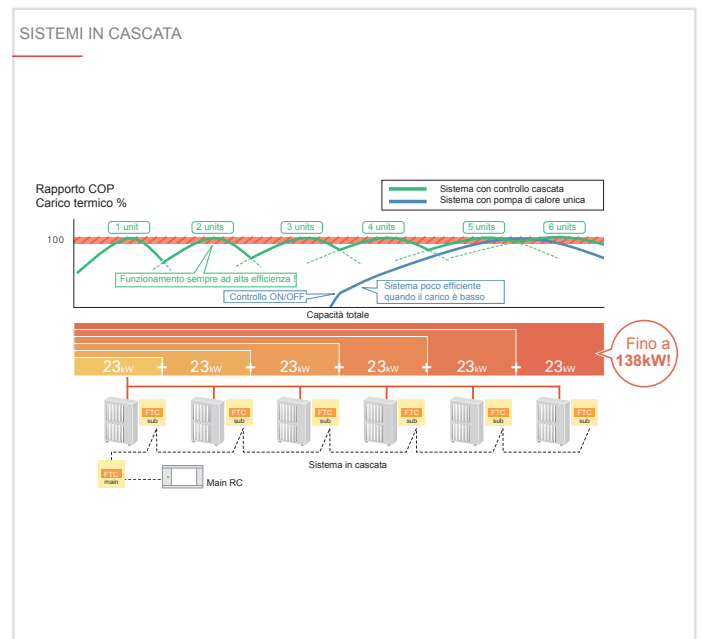 SISTEMI IN CASCATA
Rapporto COP
Carico termico %
Sistema con controllo cascata
Sistema con pompa di calore unica
100
1 unit
2 units
3 units
4 units
5 units
6 units
Funzionamento sempre ad alta efficienza !
Controllo ON/OFF
Sistema poco efficiente
quando il carico è basso
Capacità totale
23kW + 23kW + 23kW + 23kW + 23kW + 23kW
Fino a
138kW!
FTC
sub
FTC
sub
FTC
sub
FTC
sub
FTC
sub
FTC
sub
Sistema in cascata
FTC
main
Main RC